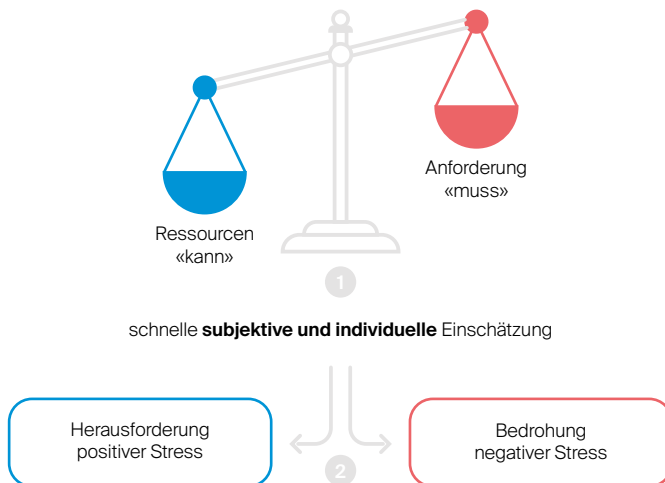 Anforderung
«muss»
Ressourcen
«kann»
1
schnelle subjektive und individuelle Einschätzung
Herausforderung
positiver Stress
Bedrohung
negativer Stress
2